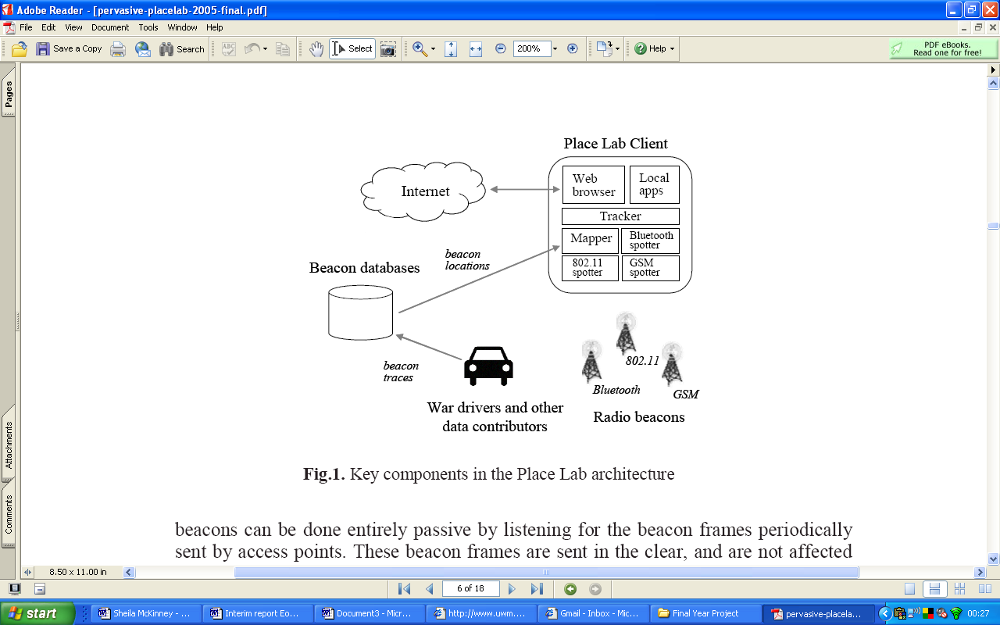 Adobe Reader - [pervasive-placelab-2005-final.pdf]
File Edit View Document Tools Window Help
Save a Copy Search Select 200% Help
PDF eBooks.
Read one for free!
Pages
Attachments
Comments
Place Lab Client
Internet
Web
browser
Local
apps
Tracker
Mapper
Bluetooth
spotter
802.11
spotter
GSM
spotter
beacon
locations
Beacon databases
beacon
traces
War drivers and other
data contributors
802.11
Bluetooth
GSM
Radio beacons
Fig.1. Key components in the Place Lab architecture
beacons can be done entirely passive by listening for the beacon frames periodically
sent by access points. These beacon frames are sent in the clear, and are not affected
8.50 x 11.00 in
6 of 18
start
Sheila McKinney - ...
Interim report Eo...
Document3 - Micr...
http://www.uwm....
Gmail - Inbox - Mic...
Final Year Project
pervasive-placela...
00:27